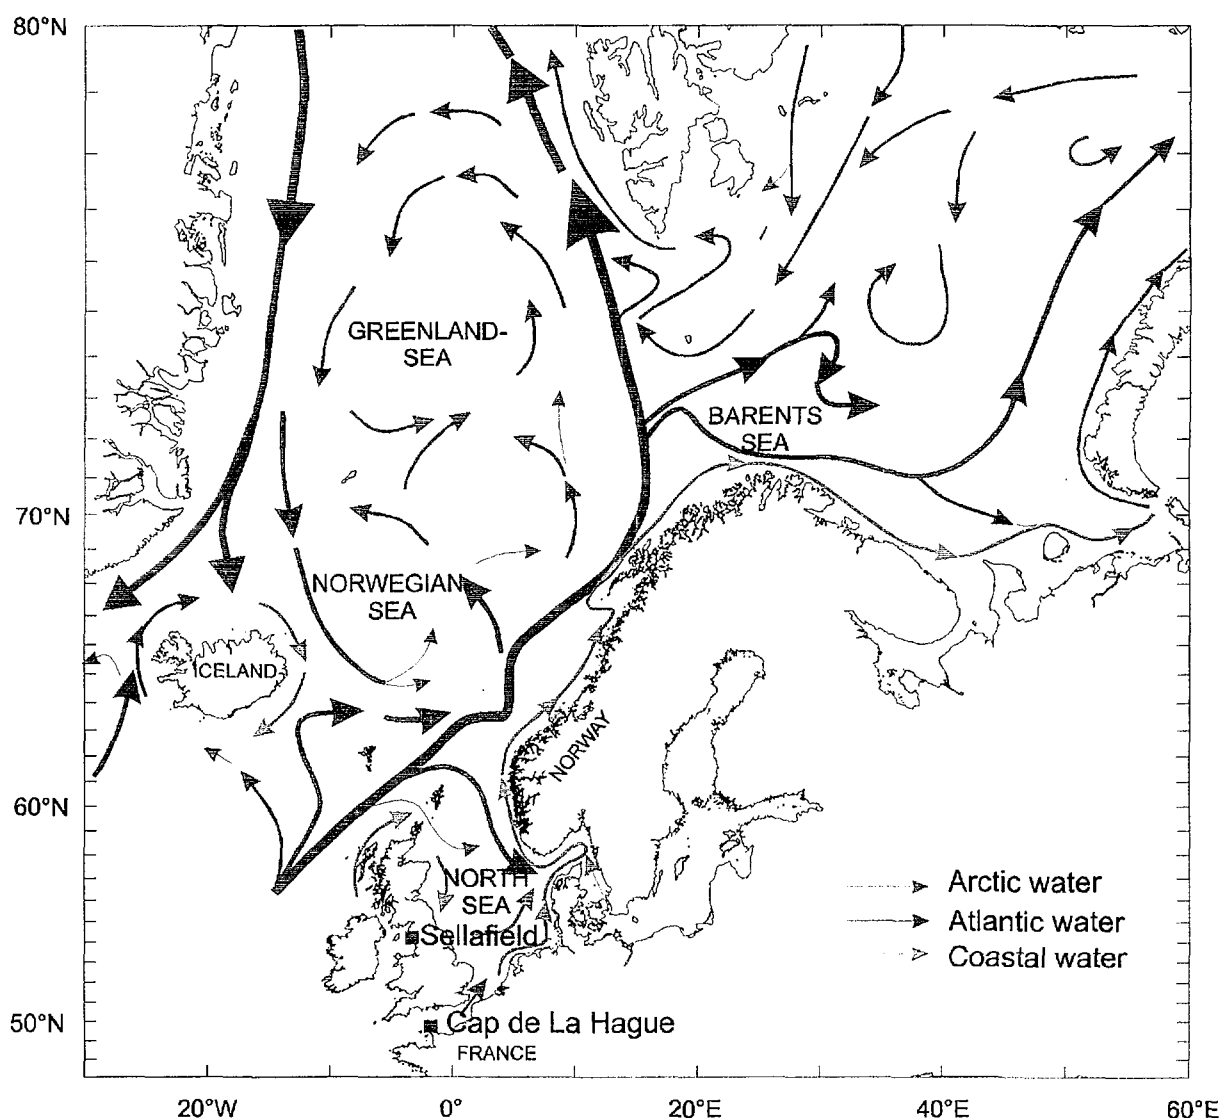 80°N
GREENLAND-
SEA
BARENTS
SEA
70°N
NORWEGIAN
SEA
ICELAND
NORWAY
60°N
NORTH
SEA
Arctic water
Atlantic water
Sellafield
Coastal water
50°N
Cap de La Hague
FRANCE
20°W 0° 20°E 40°E 60°E